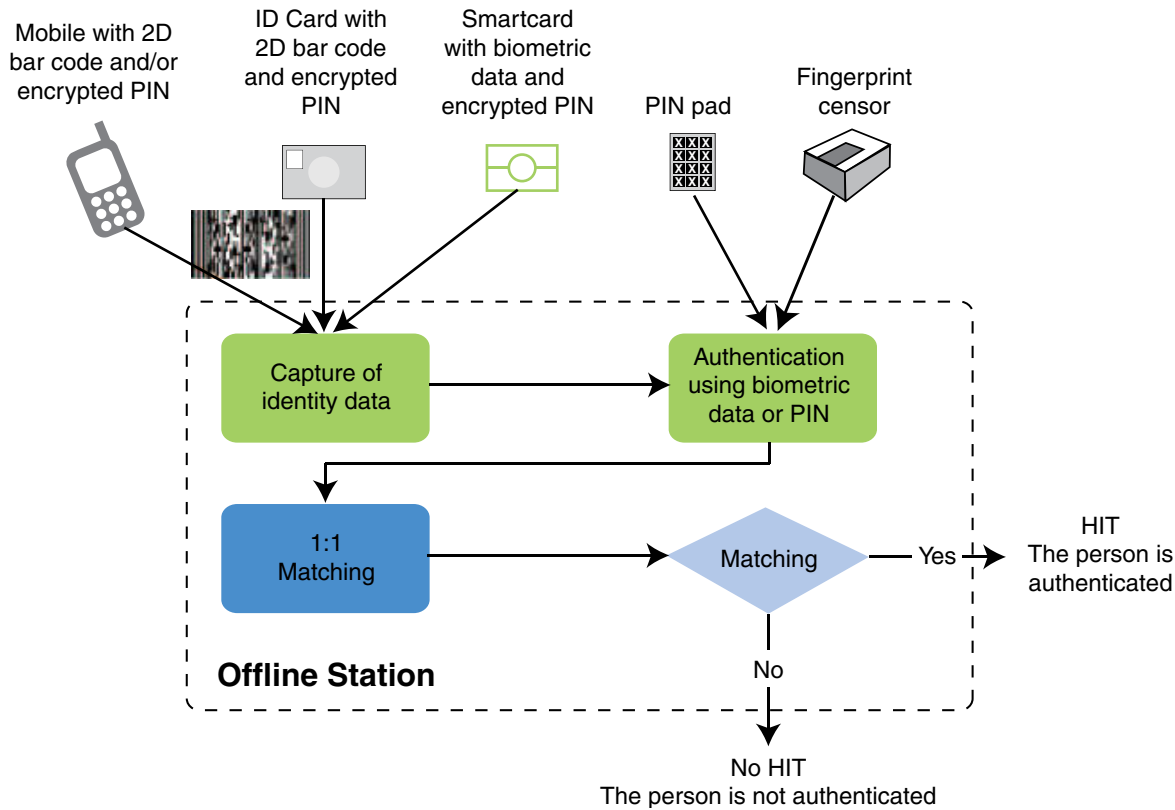 Mobile with 2D
bar code and/or
encrypted PIN
ID Card with
2D bar code
and encrypted
PIN
Smartcard
with biometric
data and
encrypted PIN
PIN pad
Fingerprint
censor
X X X
X X X
X X X
X X X
Capture of
identity data
Authentication
using biometric
data or PIN
1:1
Matching
Matching
Yes
HIT
The person is
authenticated
Offline Station
No
No HIT
The person is not authenticated